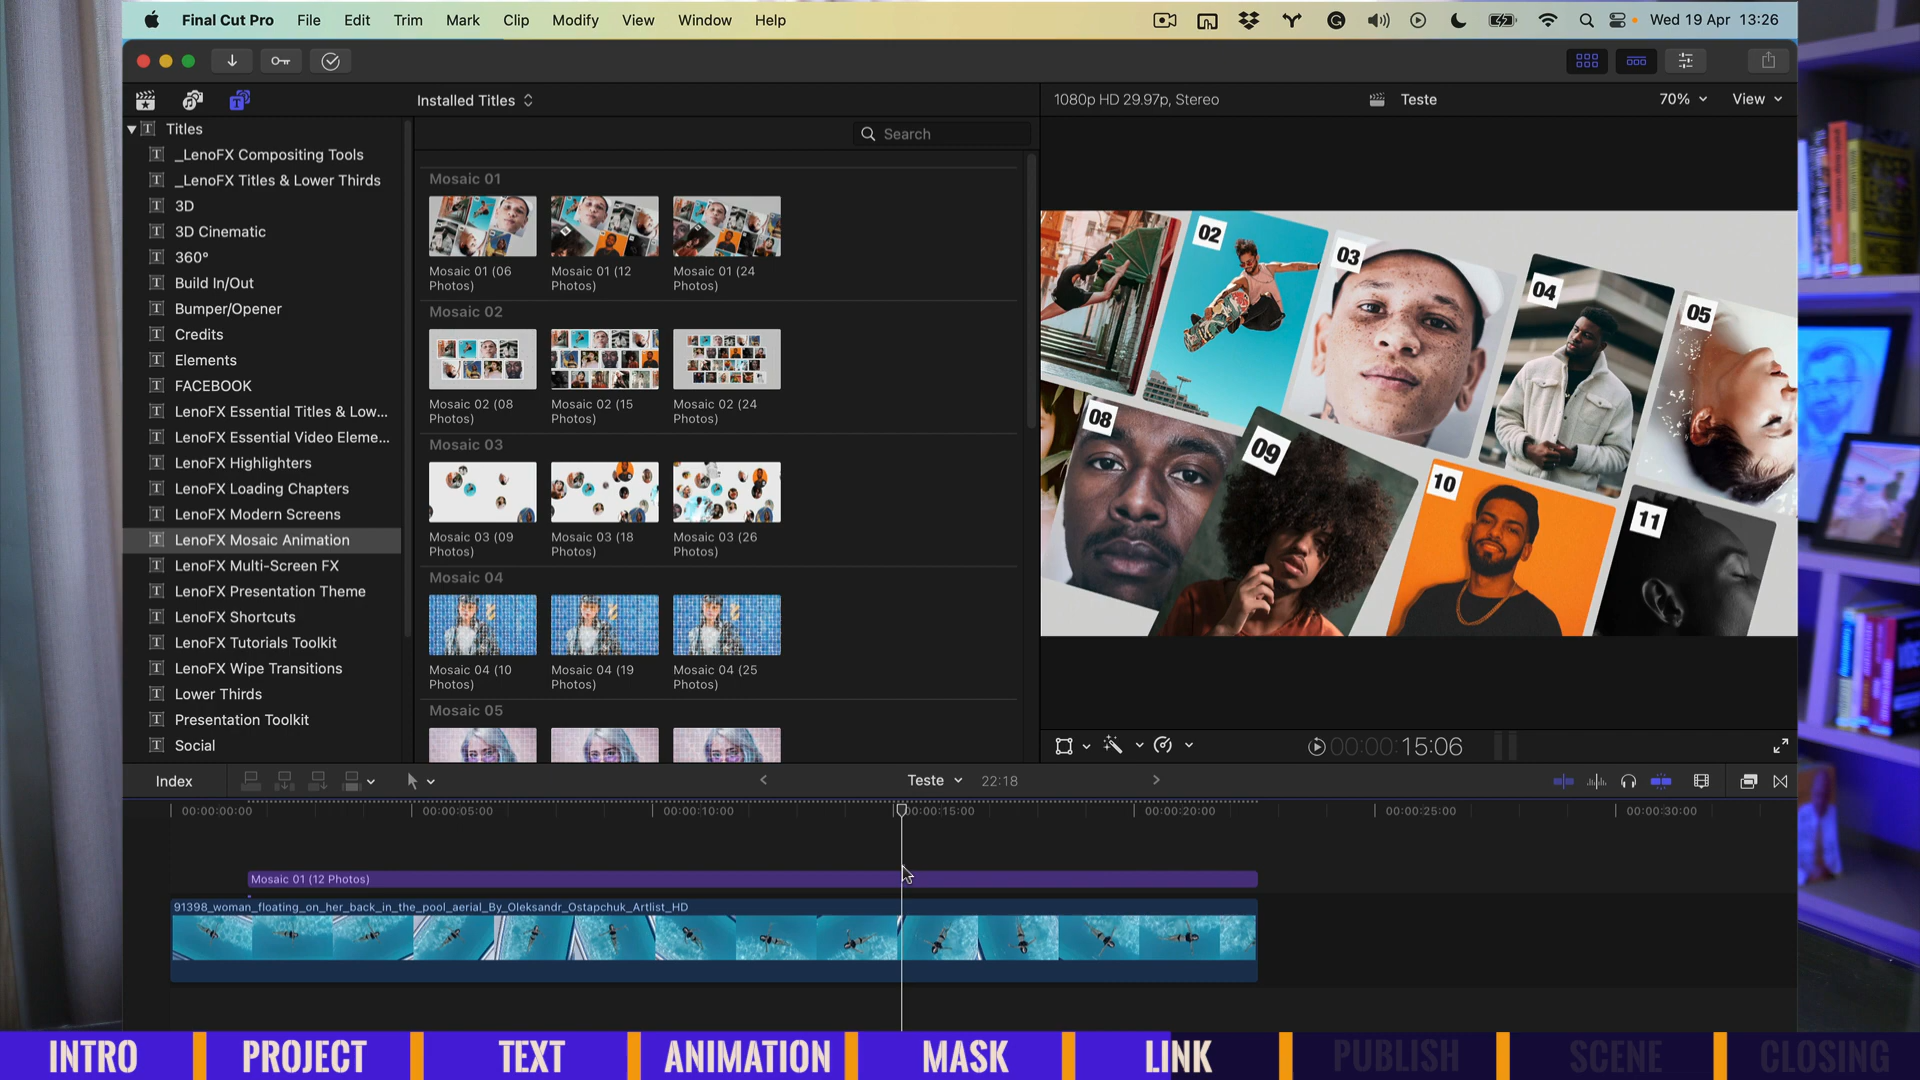 Final Cut Pro File Edit Trim Mark Clip Modify View Window Help Wed 19 Apr 13:26
Installed Titles
1080p HD 29.97p, Stereo Teste 70% View
Search
Titles
_LenoFX Compositing Tools
_LenoFX Titles & Lower Thirds
3D
3D Cinematic
360°
Build In/Out
Bumper/Opener
Credits
Elements
FACEBOOK
LenoFX Essential Titles & Low...
LenoFX Essential Video Eleme...
LenoFX Highlighters
LenoFX Loading Chapters
LenoFX Modern Screens
LenoFX Mosaic Animation
LenoFX Multi-Screen FX
LenoFX Presentation Theme
LenoFX Shortcuts
LenoFX Tutorials Toolkit
LenoFX Wipe Transitions
Lower Thirds
Presentation Toolkit
Social
Mosaic 01
Mosaic 01 (06 Photos)
Mosaic 01 (12 Photos)
Mosaic 01 (24 Photos)
Mosaic 02
Mosaic 02 (08 Photos)
Mosaic 02 (15 Photos)
Mosaic 02 (24 Photos)
Mosaic 03
Mosaic 03 (09 Photos)
Mosaic 03 (18 Photos)
Mosaic 03 (26 Photos)
Mosaic 04
Mosaic 04 (10 Photos)
Mosaic 04 (19 Photos)
Mosaic 04 (25 Photos)
Mosaic 05
02
03
04
05
08
09
10
11
00:00:15:06
Index Teste 22:18
00:00:00:00 00:00:05:00 00:00:10:00 00:00:15:00 00:00:20:00 00:00:25:00 00:00:30:00
Mosaic 01 (12 Photos)
91398_woman_floating_on_her_back_in_the_pool_aerial_By_Oleksandr_Ostapchuk_Artlist_HD
INTRO PROJECT TEXT ANIMATION MASK LINK PUBLISH SCENE CLOSING